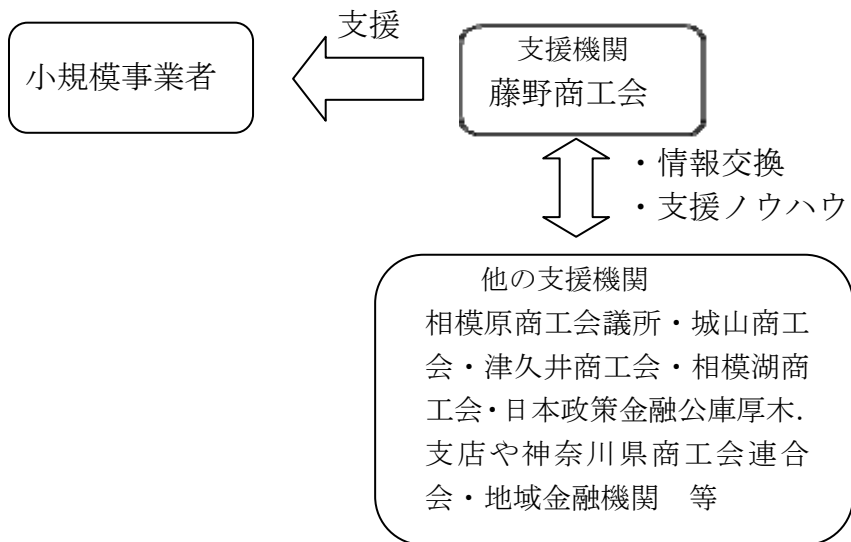 支援
小規模事業者
支援機関
藤野商工会
・情報交換
・支援ノウハウ
他の支援機関
相模原商工会議所・城山商工
会・津久井商工会・相模湖商
工会・日本政策金融公庫厚木.
支店や神奈川県商工会連合
会・地域金融機関　等